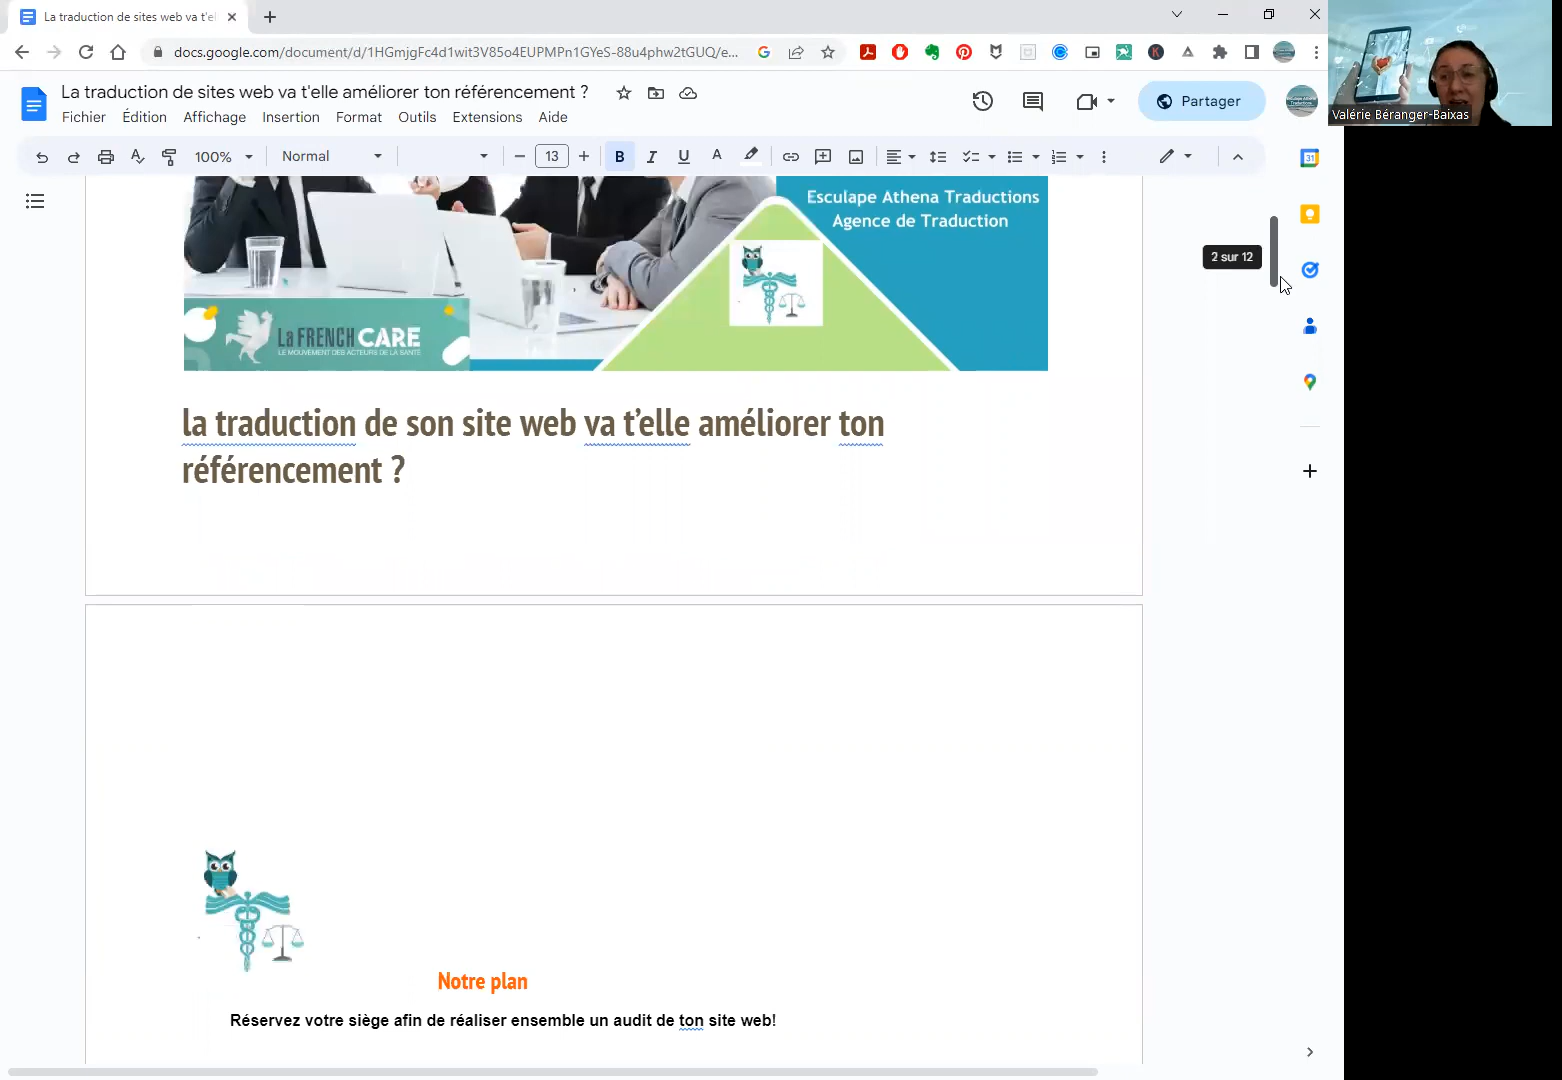 La traduction de sites web va t'el
docs.google.com/document/d/1HGmjgFc4d1wit3V85o4EUPMPn1GYeS-88u4phw2tGUQ/e...
Valérie Béranger-Baixas
La traduction de sites web va t'elle améliorer ton référencement ?
Partager
Fichier Édition Affichage Insertion Format Outils Extensions Aide
100% Normal 13 B I U A
31
Esculape Athena Traductions
Agence de Traduction
2 sur 12
La FRENCH CARE
LE MOUVEMENT DES ACTEURS DE LA SANTÉ
la traduction de son site web va t’elle améliorer ton
référencement ?
Notre plan
Réservez votre siège afin de réaliser ensemble un audit de ton site web!